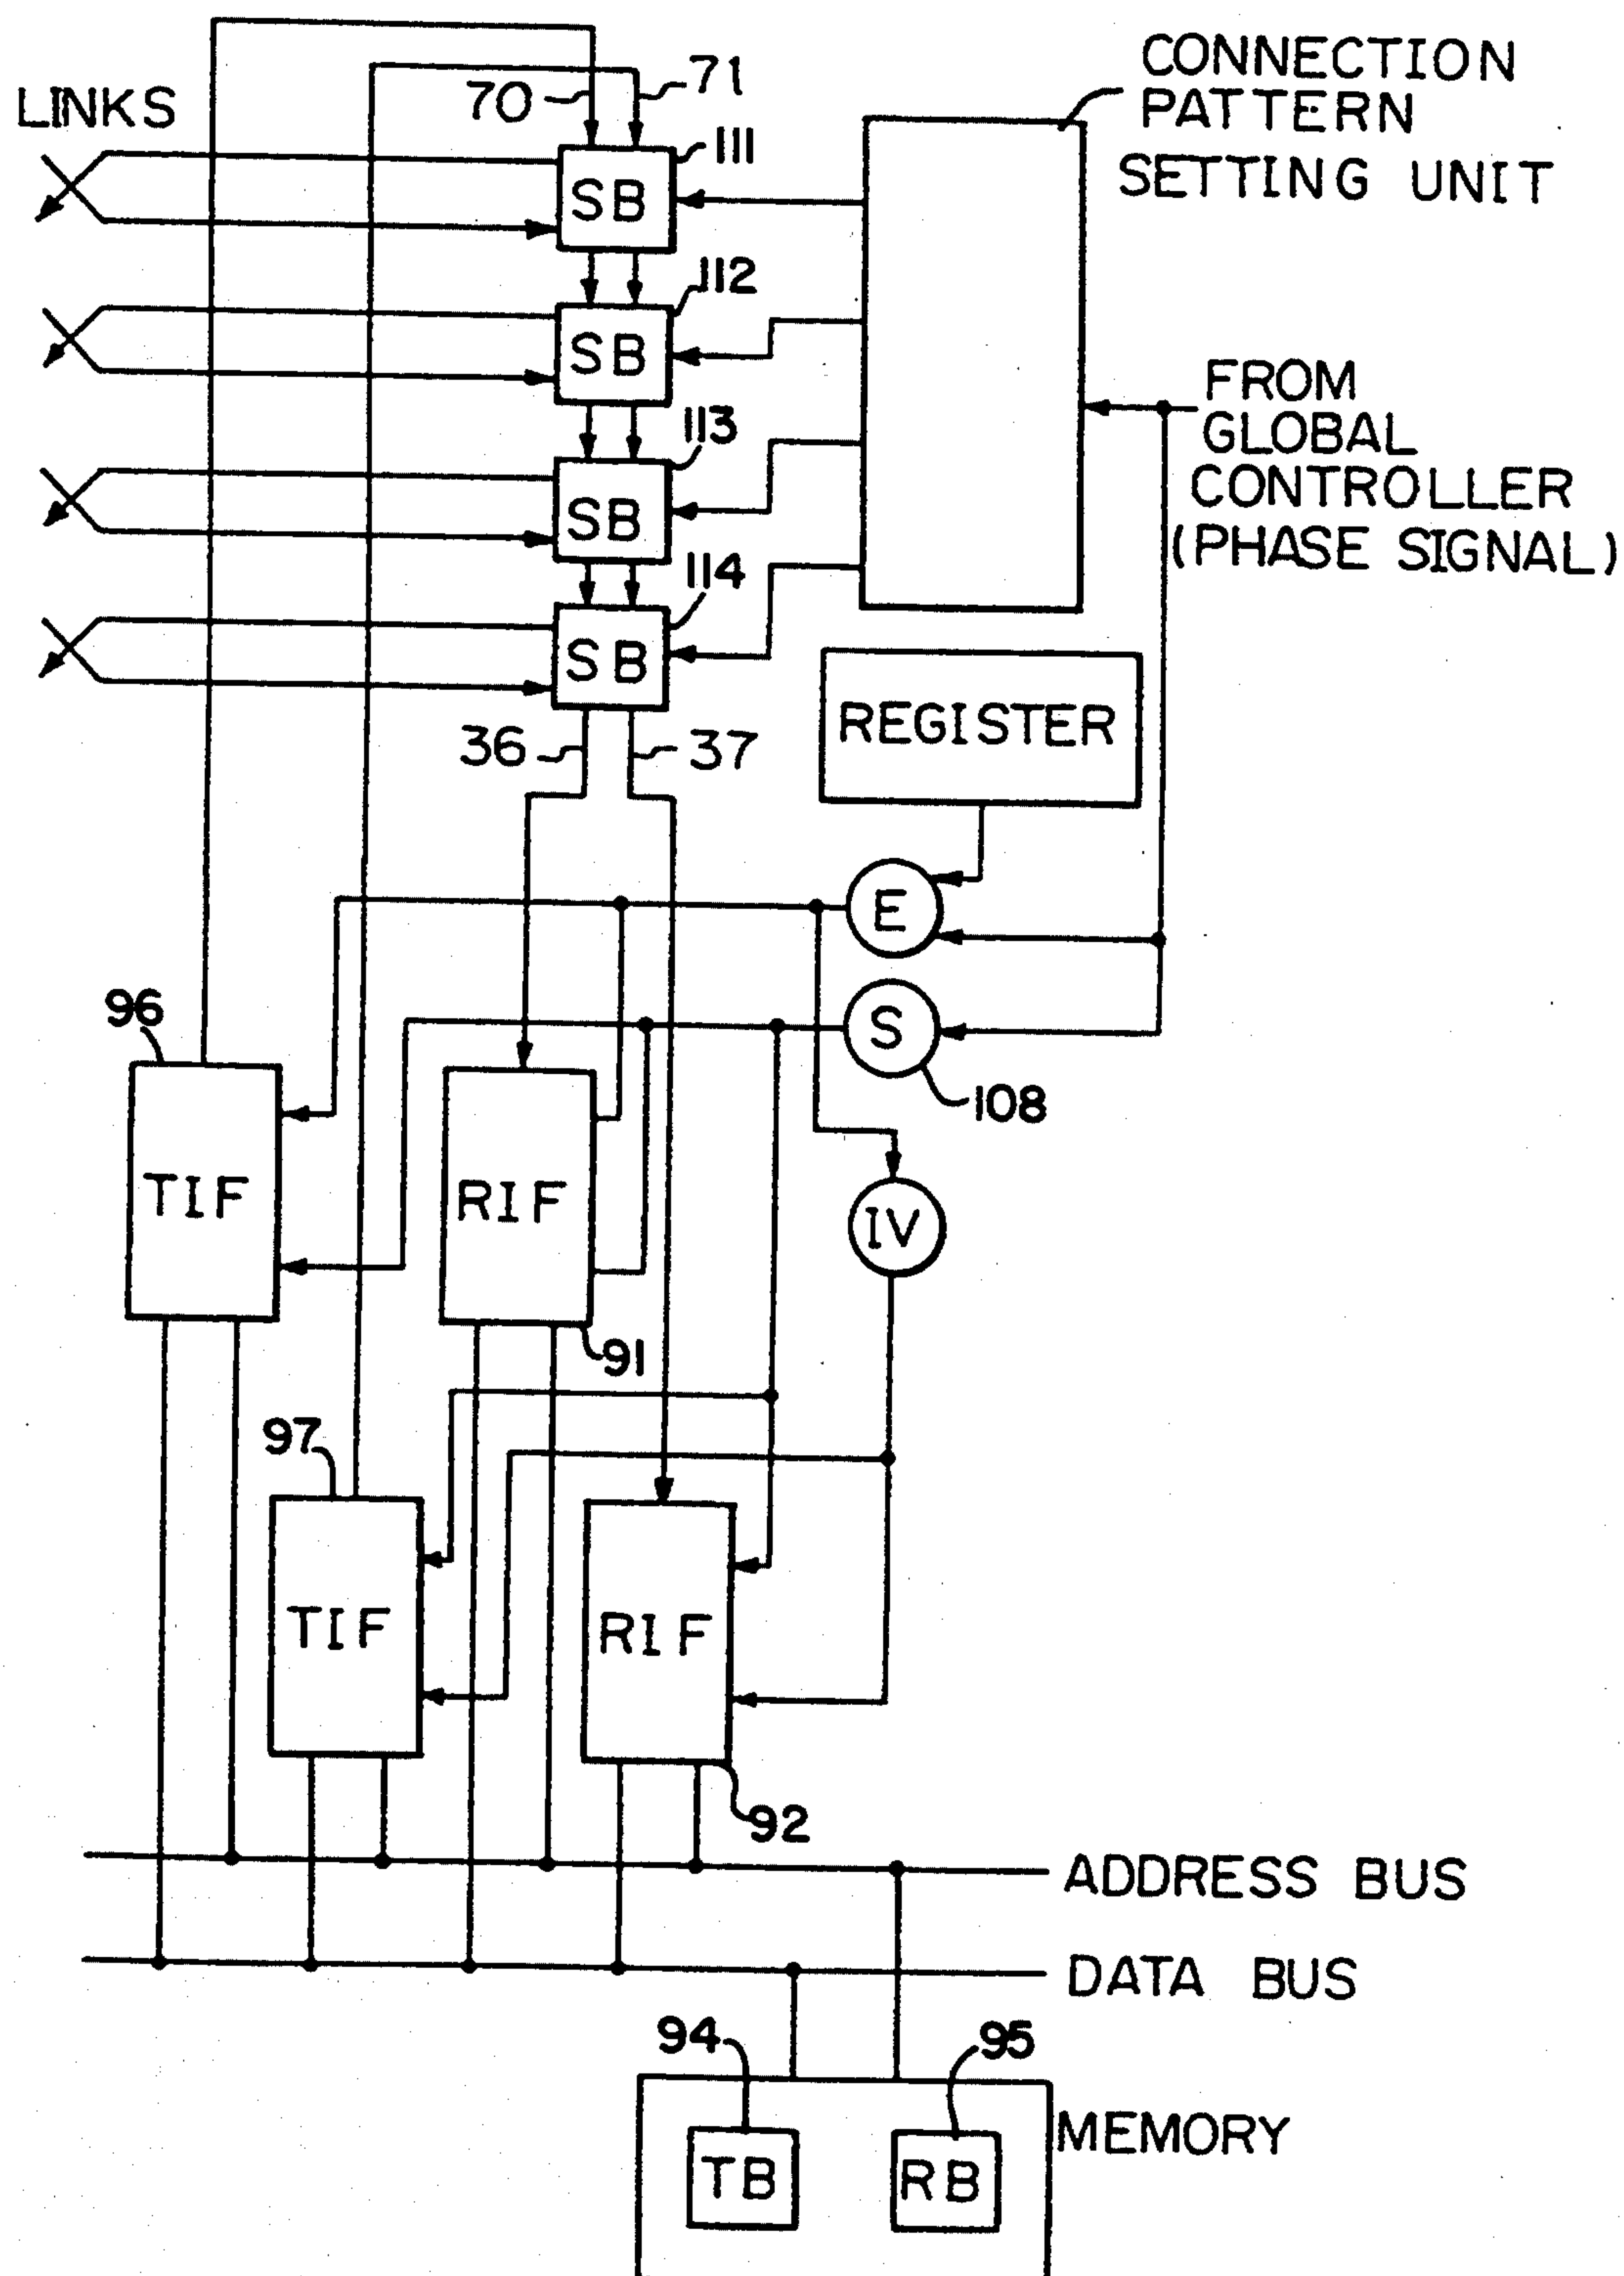 CONNECTION
PATTERN
SETTING UNIT
LINKS
70
71
111
SB
112
SB
FROM
GLOBAL
CONTROLLER
(PHASE SIGNAL)
113
SB
114
SB
36
37
REGISTER
E
S
108
96
TIF
RIF
IV
91
97
TIF
RIF
92
ADDRESS BUS
DATA BUS
94
95
MEMORY
TB
RB